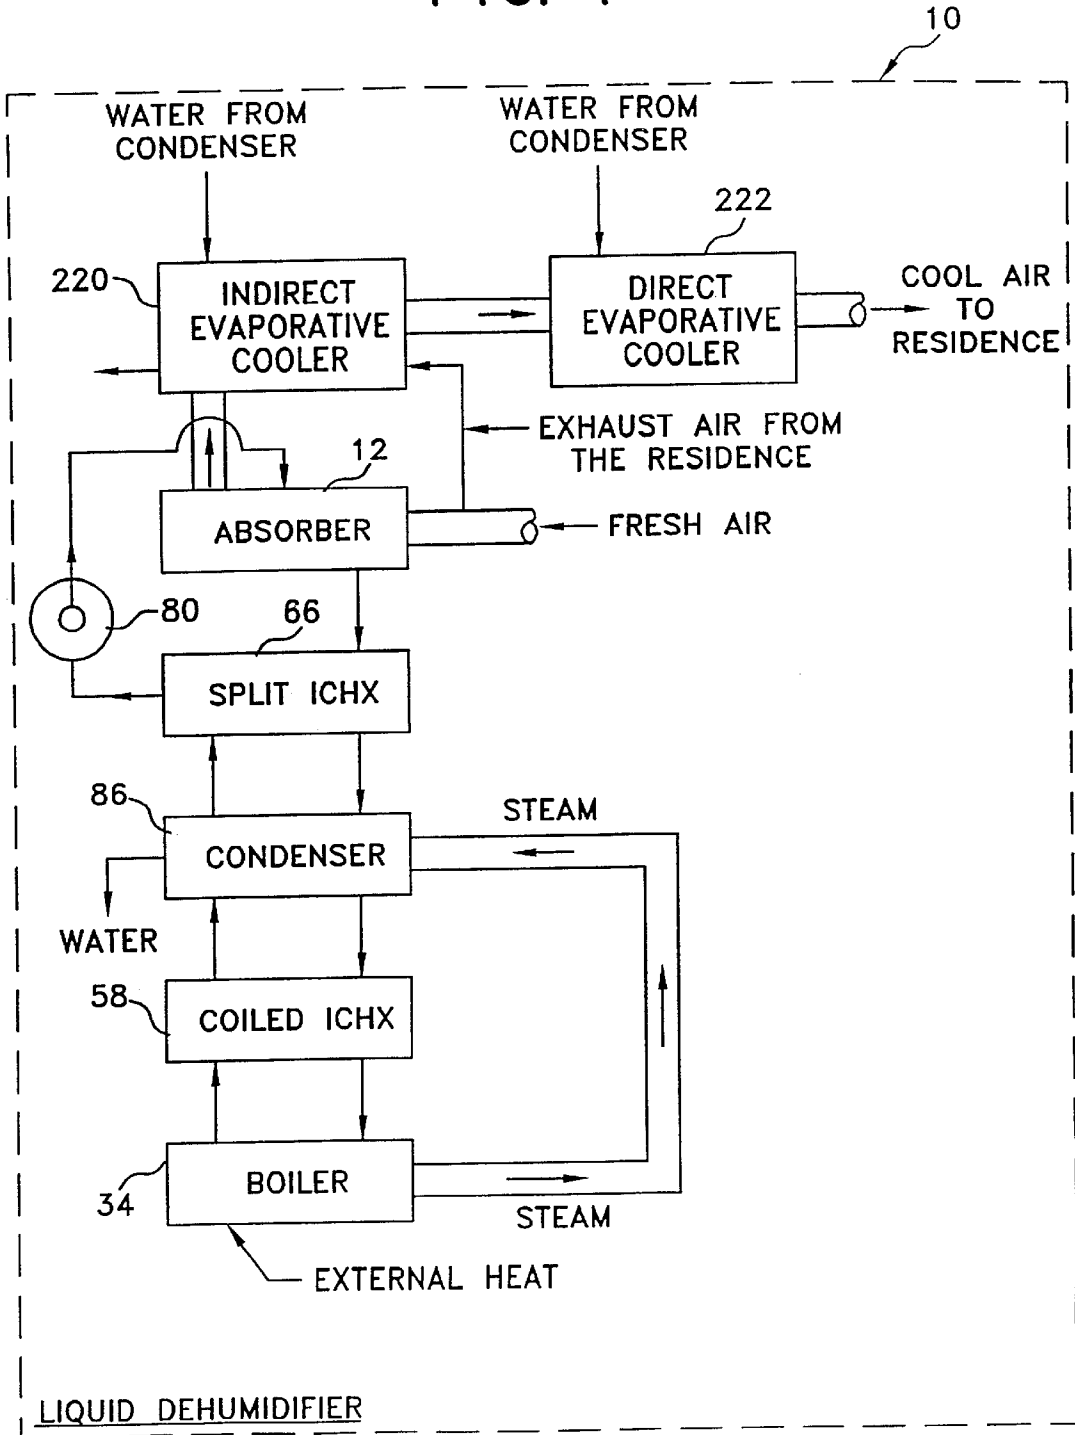 10
WATER FROM
CONDENSER
WATER FROM
CONDENSER
222
220
INDIRECT
EVAPORATIVE
COOLER
DIRECT
EVAPORATIVE
COOLER
COOL AIR
TO
RESIDENCE
EXHAUST AIR FROM
THE RESIDENCE
12
ABSORBER
FRESH AIR
80
66
SPLIT ICHX
86
STEAM
CONDENSER
WATER
58
COILED ICHX
BOILER
34
STEAM
EXTERNAL HEAT
LIQUID DEHUMIDIFIER